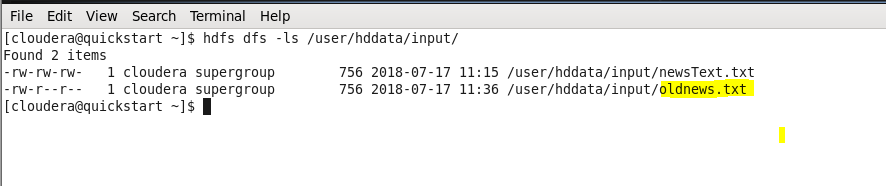 File Edit View Search Terminal Help
[cloudera@quickstart ~]$ hdfs dfs -ls /user/hddata/input/
Found 2 items
-rw-rw-rw-   1 cloudera supergroup        756 2018-07-17 11:15 /user/hddata/input/newsText.txt
-rw-r--r--   1 cloudera supergroup        756 2018-07-17 11:36 /user/hddata/input/oldnews.txt
[cloudera@quickstart ~]$